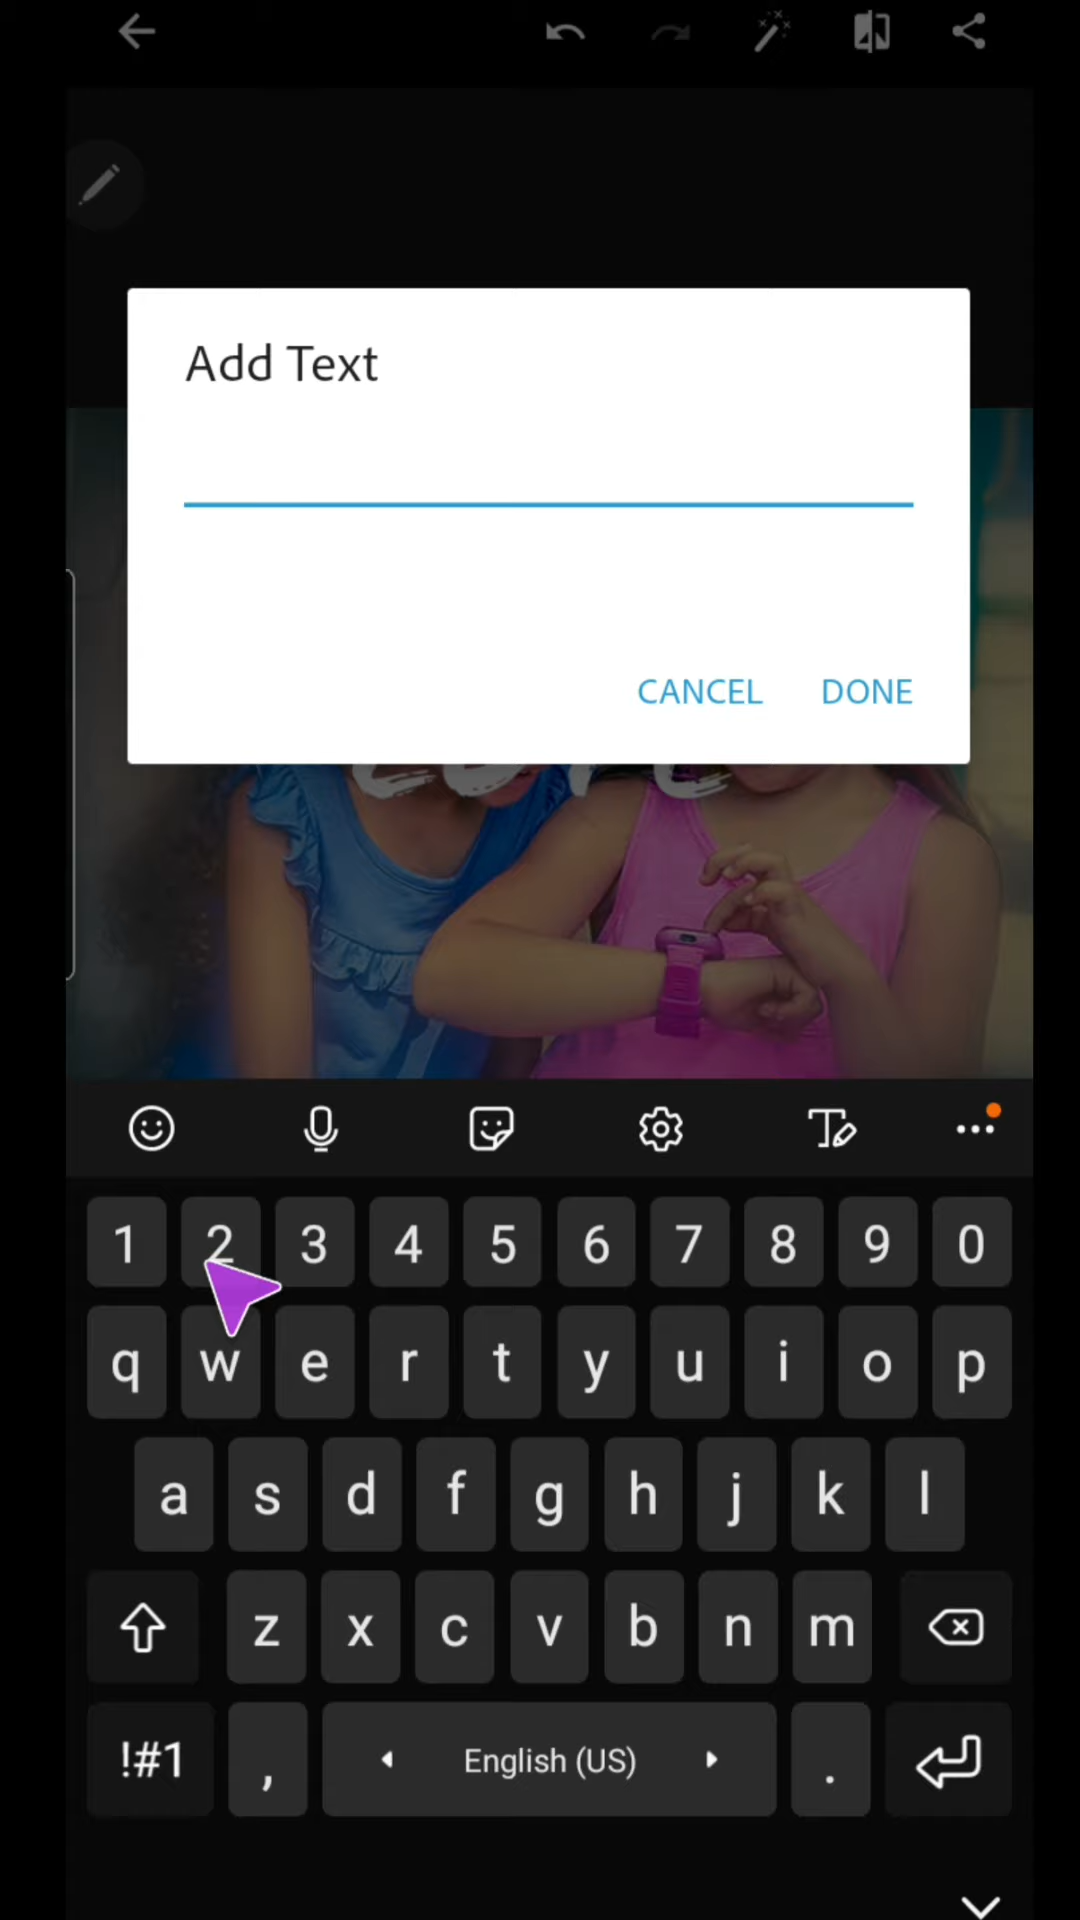 Add Text
CANCEL DONE
1 2 3 4 5 6 7 8 9 0
q w e r t y u i o p
a s d f g h j k l
z x c v b n m
!#1 , English (US) .